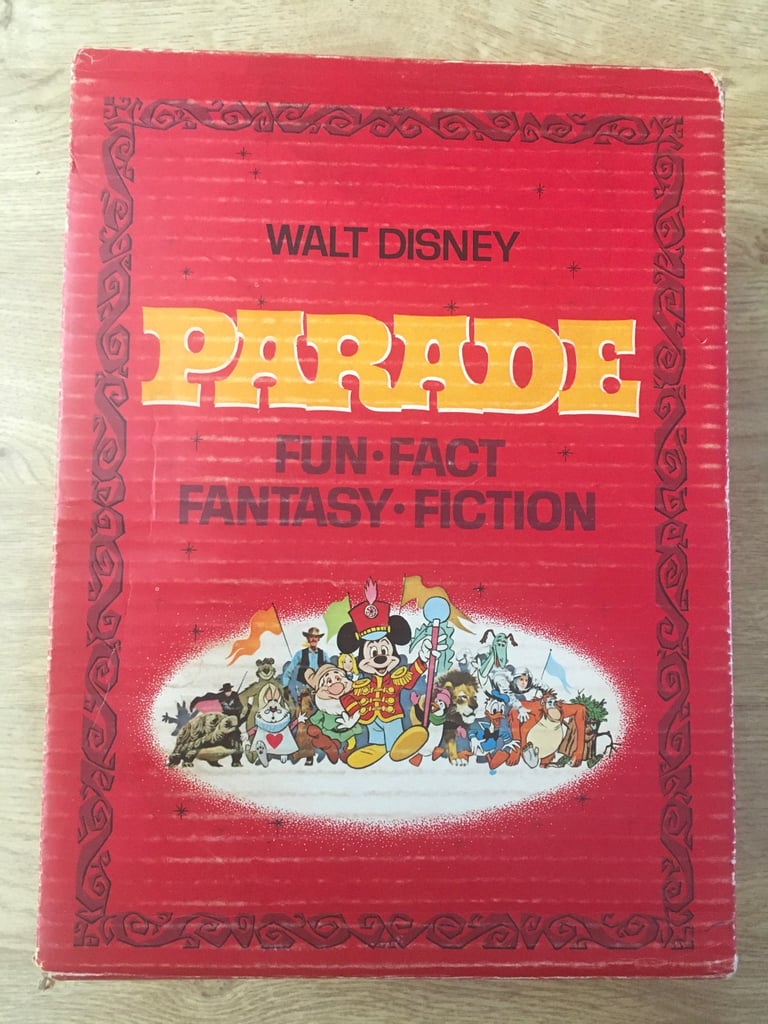 WALT DISNEY
PARADE
FUN·FACT
FANTASY·FICTION